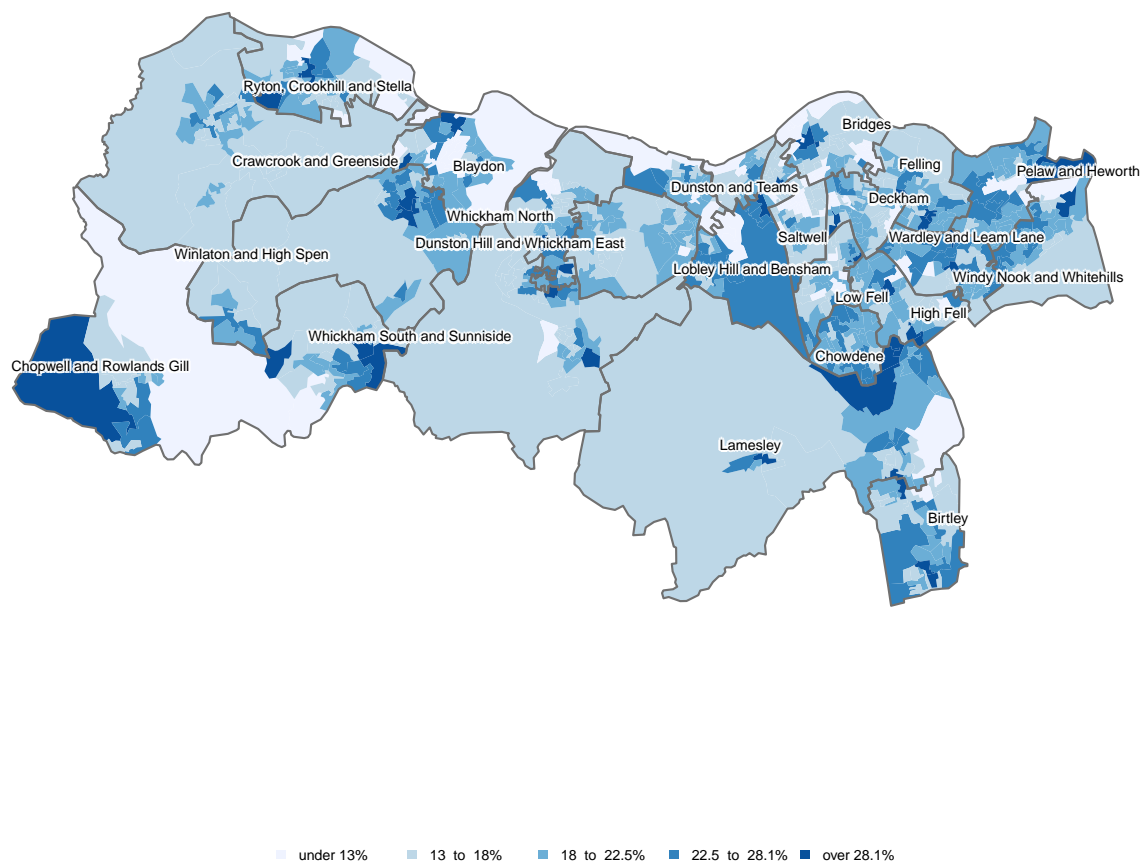 Bridges
Ryton, Crookhill and Stella
Felling
Crawcrook and Greenside
Blaydon
Pelaw and Heworth
Dunston and Teams
Deckham
Whickham North
Saltwell
Wardley and Leam Lane
Dunston Hill and Whickham East
Winlaton and High Spen
Lobley Hill and Bensham
Windy Nook and Whitehills
Low Fell
High Fell
Whickham South and Sunniside
Chowdene
Chopwell and Rowlands Gill
Lamesley
Birtley
under 13% 13 to 18% 18 to 22.5% 22.5 to 28.1% over 28.1%